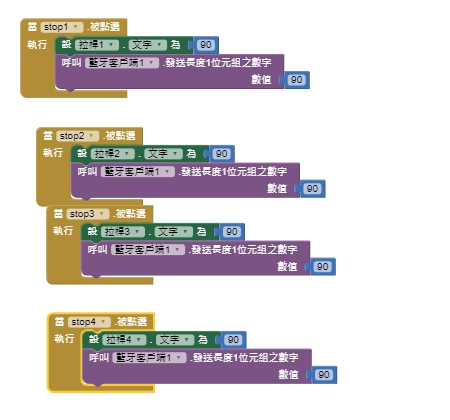 當 stop1 .被點選
執行 設 拉桿1 . 文字 為 90
呼叫 藍牙客戶端1 .發送長度1位元組之數字
數值 90
當 stop2 .被點選
執行 設 拉桿2 . 文字 為 90
呼叫 藍牙客戶端1 .發送長度1位元組之數字
數值 90
當 stop3 .被點選
執行 設 拉桿3 . 文字 為 90
呼叫 藍牙客戶端1 .發送長度1位元組之數字
數值 90
當 stop4 .被點選
執行 設 拉桿4 . 文字 為 90
呼叫 藍牙客戶端1 .發送長度1位元組之數字
數值 90